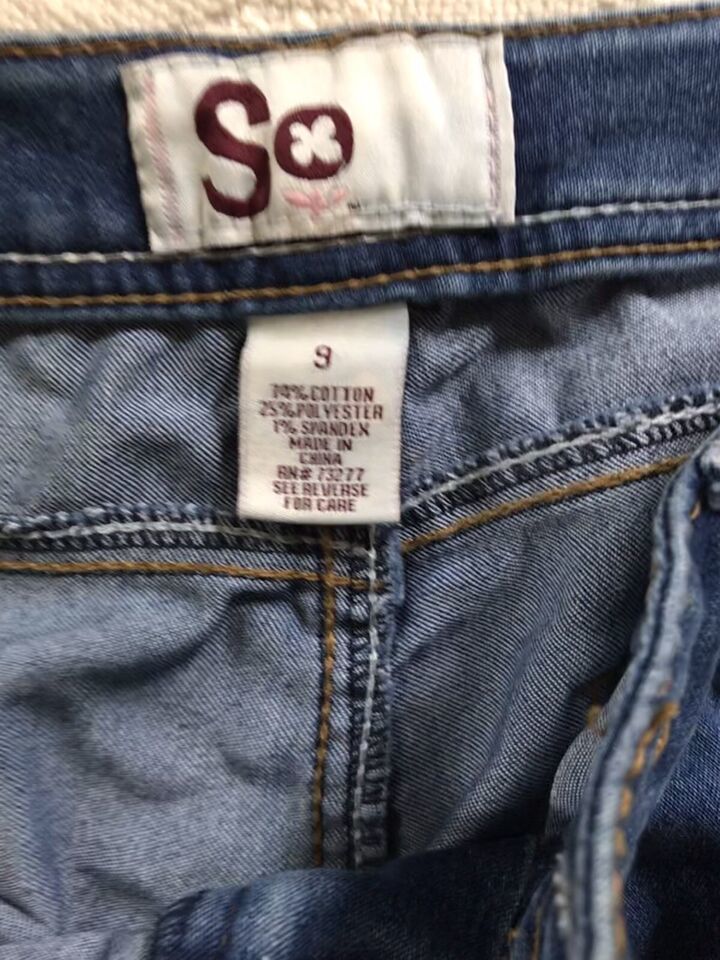 So
9
74% COTTON
25% POLYESTER
1% SPANDEX
MADE IN
CHINA
RN# 73277
SEE REVERSE
FOR CARE